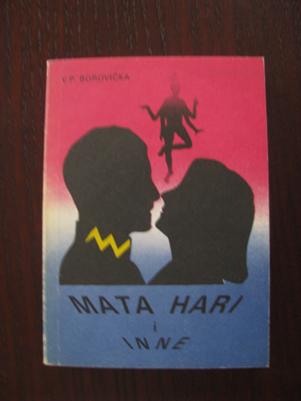 V.P. BOROVIČKA
MATA HARI
i
INNE